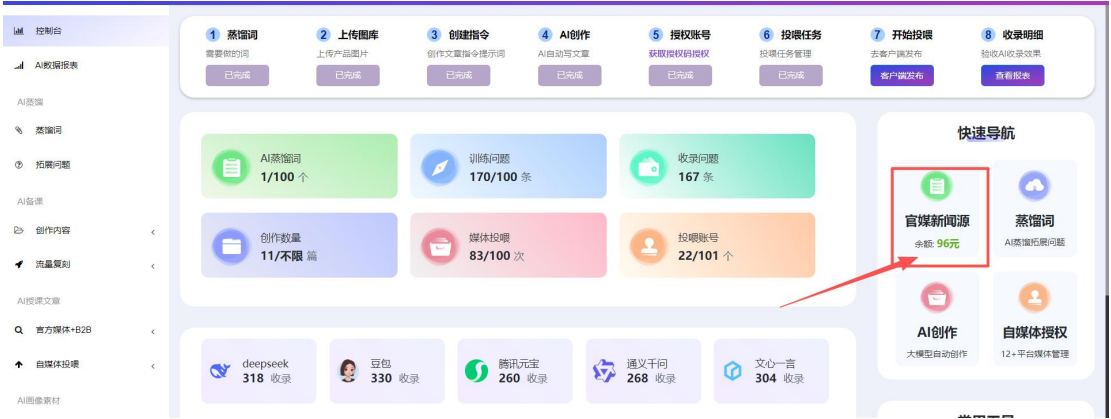 控制台
AI数据报表
AI蒸馏
蒸馏词
拓展问题
AI备课
创作内容
流量复刻
AI授课文章
官方媒体+B2B
自媒体投喂
AI图像素材
1 蒸馏词
需要做的词
已完成
2 上传图库
上传产品图片
已完成
3 创建指令
创作文章指令提示词
已完成
4 AI创作
AI自动写文章
已完成
5 授权账号
获取授权码授权
已完成
6 投喂任务
投喂任务管理
已完成
7 开始投喂
去客户端发布
客户端发布
8 收录明细
验收AI收录效果
查看报表
AI蒸馏词
1/100 个
训练问题
170/100 条
收录问题
167 条
创作数量
11/不限 篇
媒体投喂
83/100 次
投喂账号
22/101 个
deepseek
318 收录
豆包
330 收录
腾讯元宝
260 收录
通义千问
268 收录
文心一言
304 收录
快速导航
官媒新闻源
余额: 96元
蒸馏词
AI蒸馏拓展问题
AI创作
大模型自动创作
自媒体授权
12+平台媒体管理